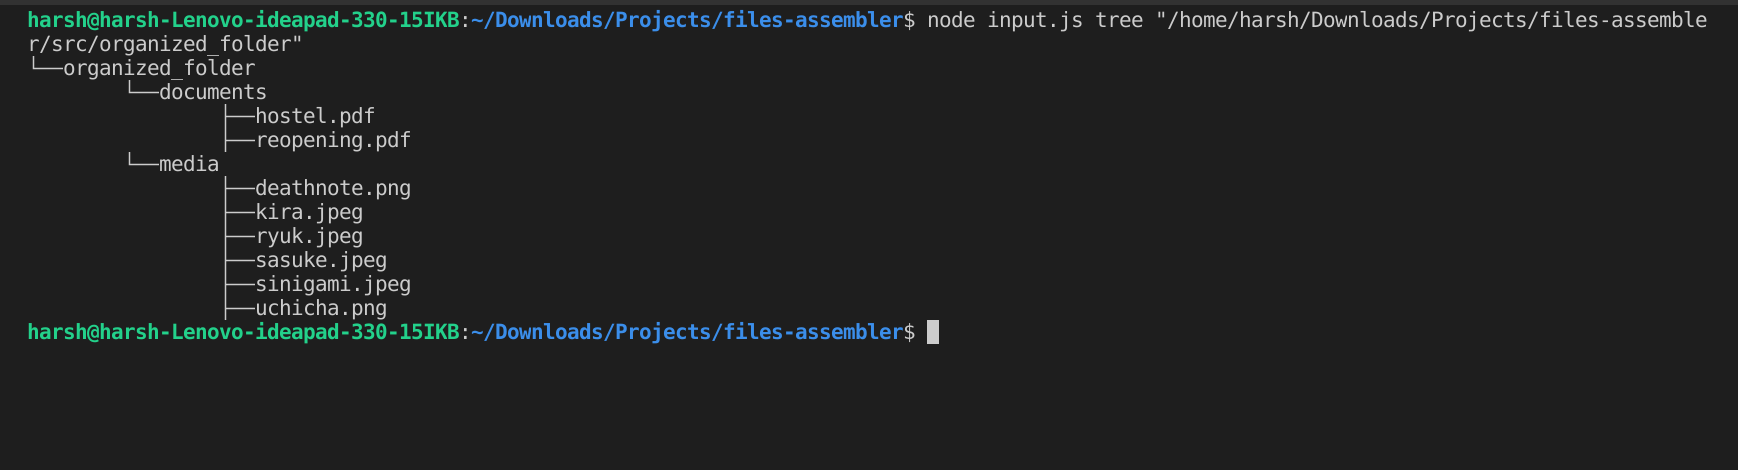 harsh@harsh-Lenovo-ideapad-330-15IKB:~/Downloads/Projects/files-assembler$ node input.js tree "/home/harsh/Downloads/Projects/files-assemble
r/src/organized_folder"
└──organized_folder
        └──documents
                ├──hostel.pdf
                ├──reopening.pdf
        └──media
                ├──deathnote.png
                ├──kira.jpeg
                ├──ryuk.jpeg
                ├──sasuke.jpeg
                ├──sinigami.jpeg
                ├──uchicha.png
harsh@harsh-Lenovo-ideapad-330-15IKB:~/Downloads/Projects/files-assembler$